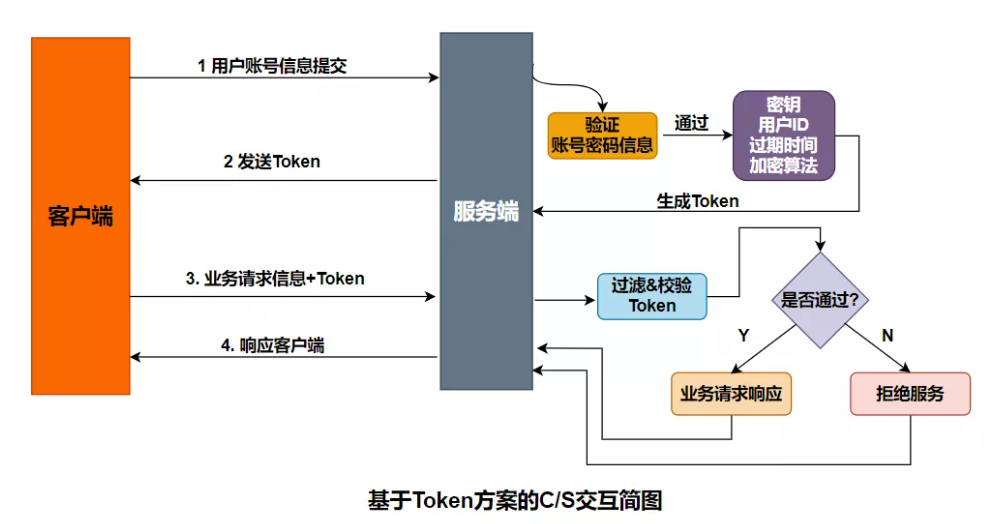 客户端
1 用户账号信息提交
2 发送Token
3. 业务请求信息+Token
4. 响应客户端
服务端
验证
账号密码信息
通过
密钥
用户ID
过期时间
加密算法
生成Token
过滤&校验
Token
是否通过?
Y
N
业务请求响应
拒绝服务
基于Token方案的C/S交互简图